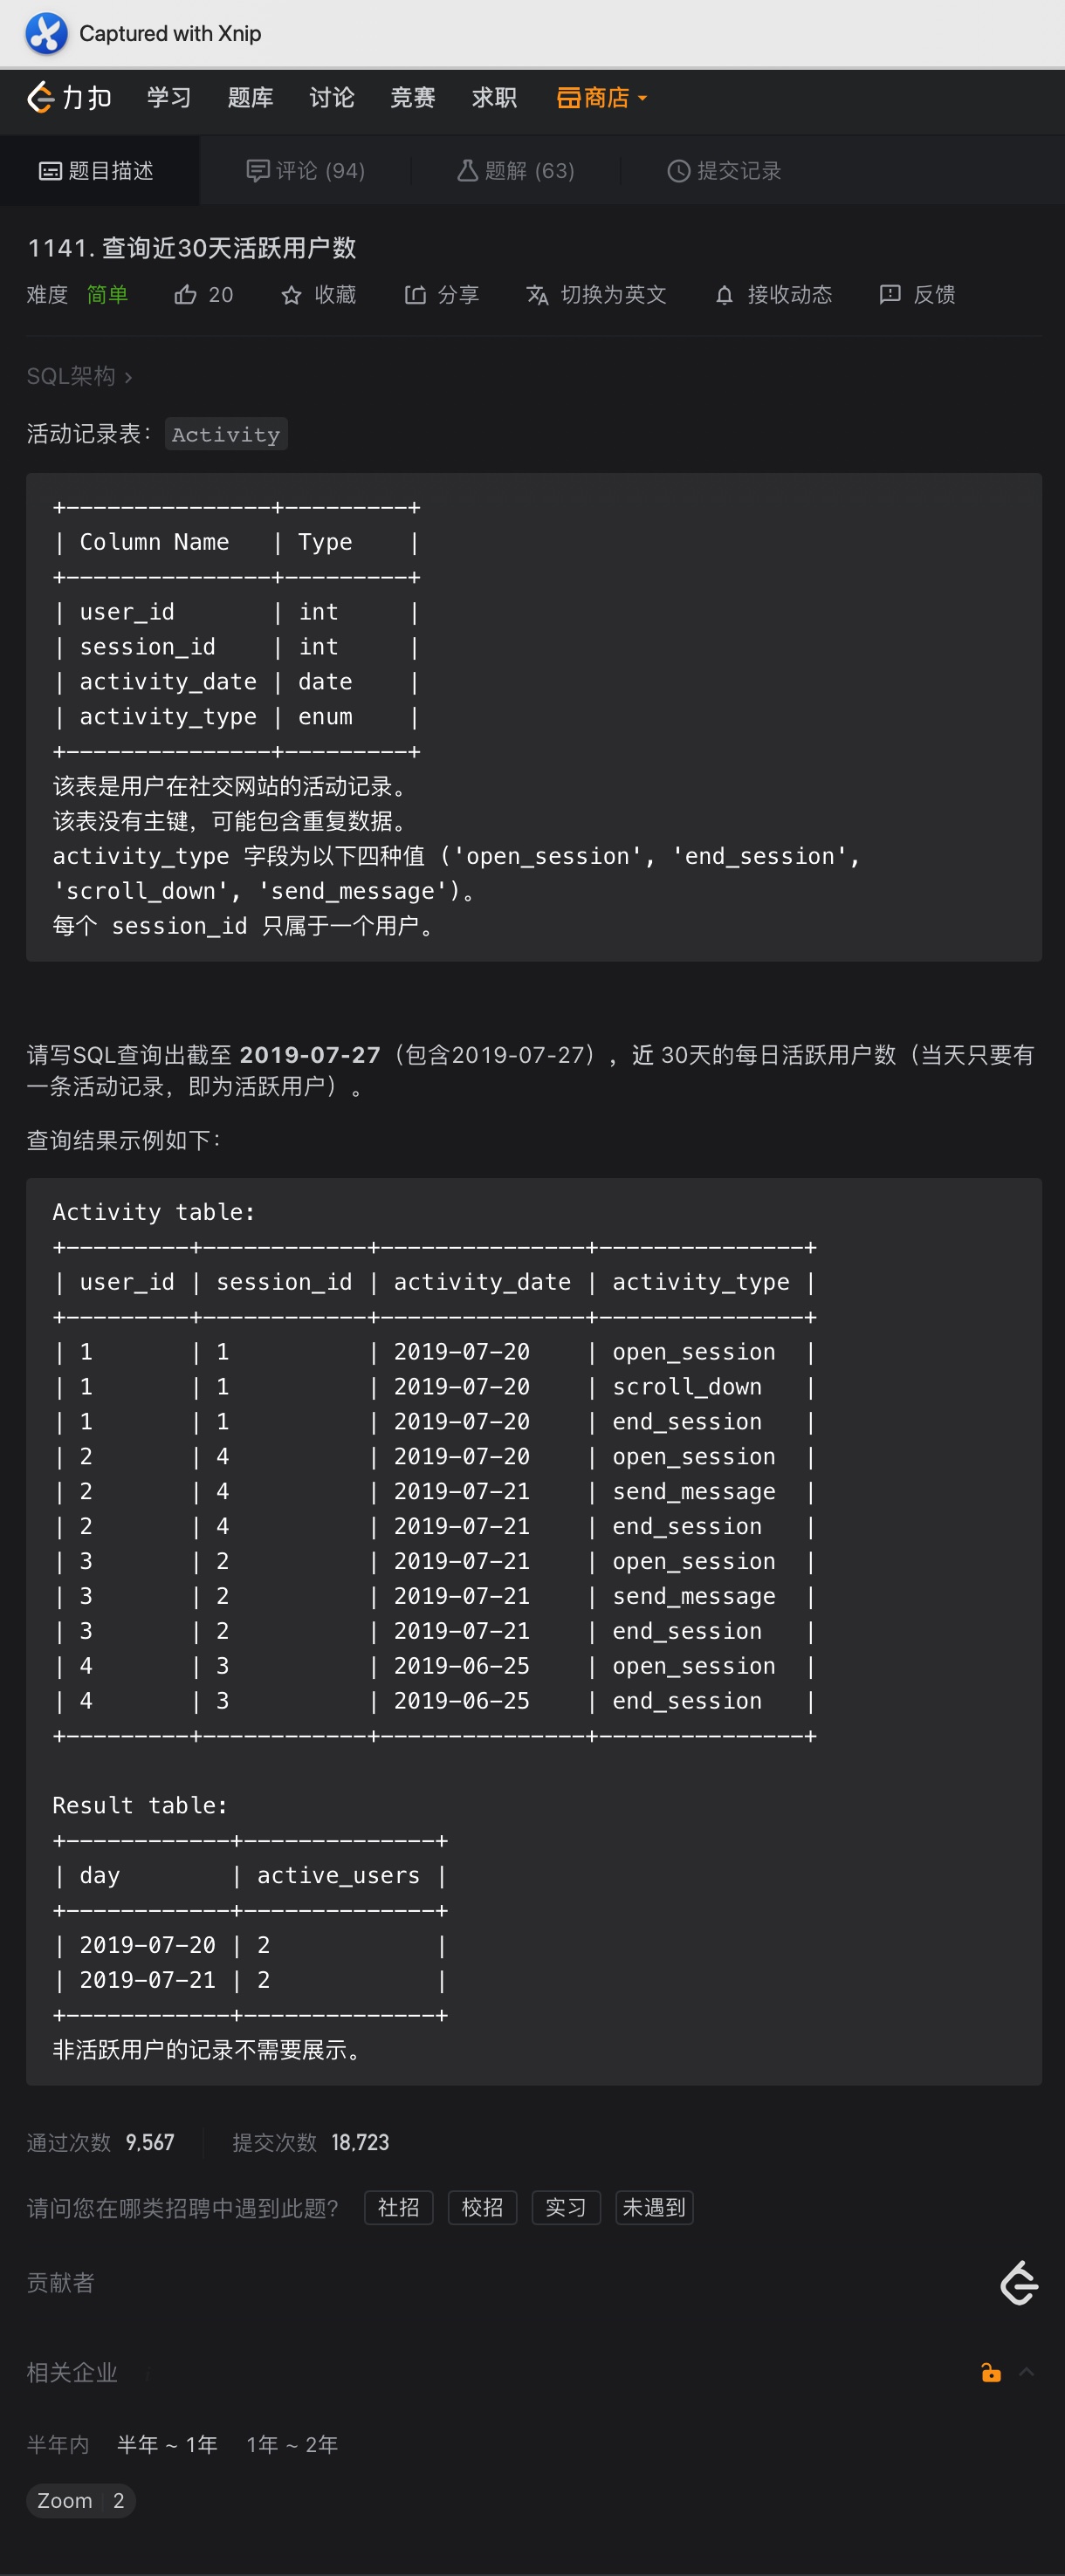 Captured with Xnip
力扣 学习 题库 讨论 竞赛 求职 商店
题目描述 评论 (94) 题解 (63) 提交记录
1141. 查询近30天活跃用户数
难度 简单 20 收藏 分享 切换为英文 接收动态 反馈
SQL架构 >
活动记录表： Activity
+---------------+---------+
| Column Name   | Type    |
+---------------+---------+
| user_id       | int     |
| session_id    | int     |
| activity_date | date    |
| activity_type | enum    |
+---------------+---------+
该表是用户在社交网站的活动记录。
该表没有主键，可能包含重复数据。
activity_type 字段为以下四种值 ('open_session', 'end_session',
'scroll_down', 'send_message')。
每个 session_id 只属于一个用户。
请写SQL查询出截至 2019-07-27（包含2019-07-27），近 30天的每日活跃用户数（当天只要有
一条活动记录，即为活跃用户）。
查询结果示例如下：
Activity table:
+---------+------------+---------------+---------------+
| user_id | session_id | activity_date | activity_type |
+---------+------------+---------------+---------------+
| 1       | 1          | 2019-07-20    | open_session  |
| 1       | 1          | 2019-07-20    | scroll_down   |
| 1       | 1          | 2019-07-20    | end_session   |
| 2       | 4          | 2019-07-20    | open_session  |
| 2       | 4          | 2019-07-21    | send_message  |
| 2       | 4          | 2019-07-21    | end_session   |
| 3       | 2          | 2019-07-21    | open_session  |
| 3       | 2          | 2019-07-21    | send_message  |
| 3       | 2          | 2019-07-21    | end_session   |
| 4       | 3          | 2019-06-25    | open_session  |
| 4       | 3          | 2019-06-25    | end_session   |
+---------+------------+---------------+---------------+
Result table:
+------------+--------------+
| day        | active_users |
+------------+--------------+
| 2019-07-20 | 2            |
| 2019-07-21 | 2            |
+------------+--------------+
非活跃用户的记录不需要展示。
通过次数 9,567 提交次数 18,723
请问您在哪类招聘中遇到此题？ 社招 校招 实习 未遇到
贡献者
相关企业
半年内 半年 ~ 1年 1年 ~ 2年
Zoom 2